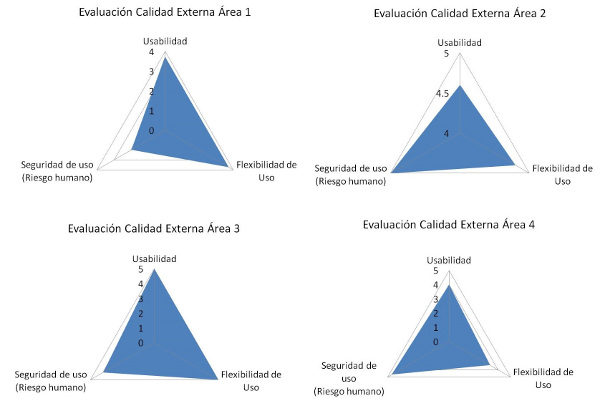 Evaluación Calidad Externa Área 1
Usabilidad
4
3
2
1
0
Seguridad de uso
(Riesgo humano)
Flexibilidad de
Uso
Evaluación Calidad Externa Área 2
Usabilidad
5
4.5
4
Seguridad de uso
(Riesgo humano)
Flexibilidad de
Uso
Evaluación Calidad Externa Área 3
Usabilidad
5
4
3
2
1
0
Seguridad de uso
(Riesgo humano)
Flexibilidad de
Uso
Evaluación Calidad Externa Área 4
Usabilidad
5
4
3
2
1
0
Seguridad de
uso
(Riesgo humano)
Flexibilidad de
Uso